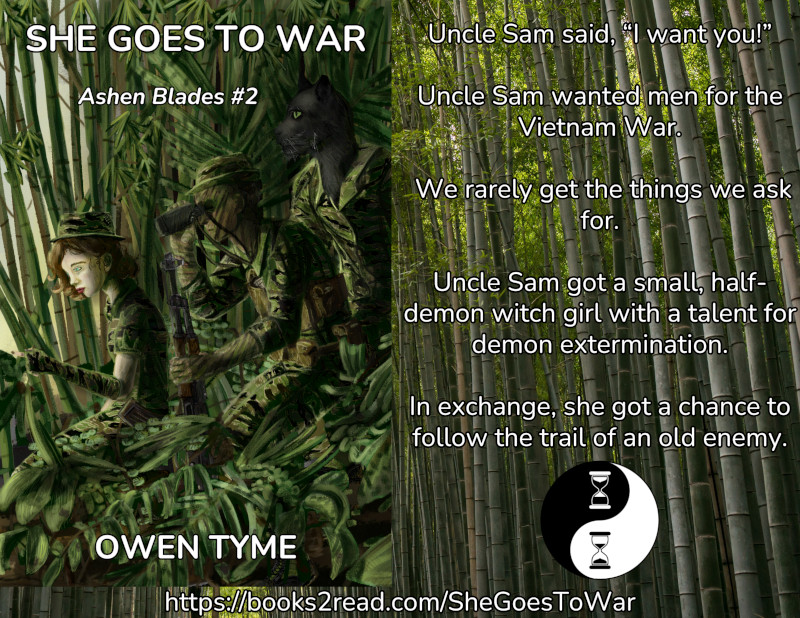 SHE GOES TO WAR
Ashen Blades #2
OWEN TYME
Uncle Sam said, “I want you!”
Uncle Sam wanted men for the
Vietnam War.
We rarely get the things we ask
for.
Uncle Sam got a small, half-
demon witch girl with a talent for
demon extermination.
In exchange, she got a chance to
follow the trail of an old enemy.
https://books2read.com/SheGoesToWar